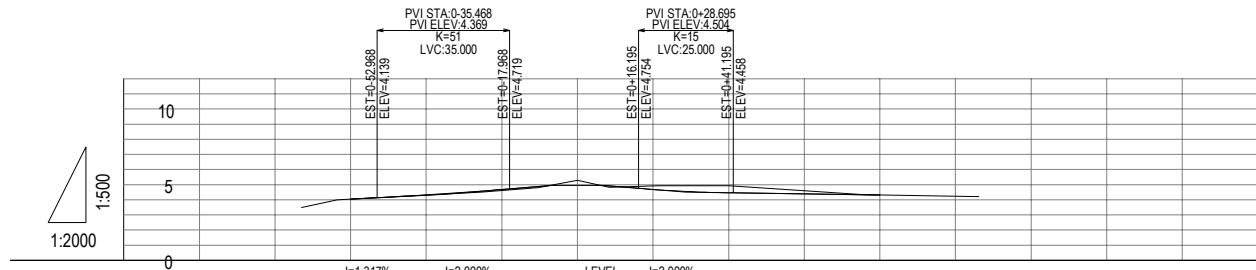 PVI STA:0-35.468
PVI ELEV:4.369
K=51
LVC:35.000
PVI STA:0+28.695
PVI ELEV:4.504
K=15
LVC:25.000
EST=0-52.968
ELEV=4.139
EST=0-17.968
ELEV=4.719
EST=0+16.195
ELEV=4.754
EST=0+41.195
ELEV=4.458
10
5
0
1:500
1:2000
LEVEL